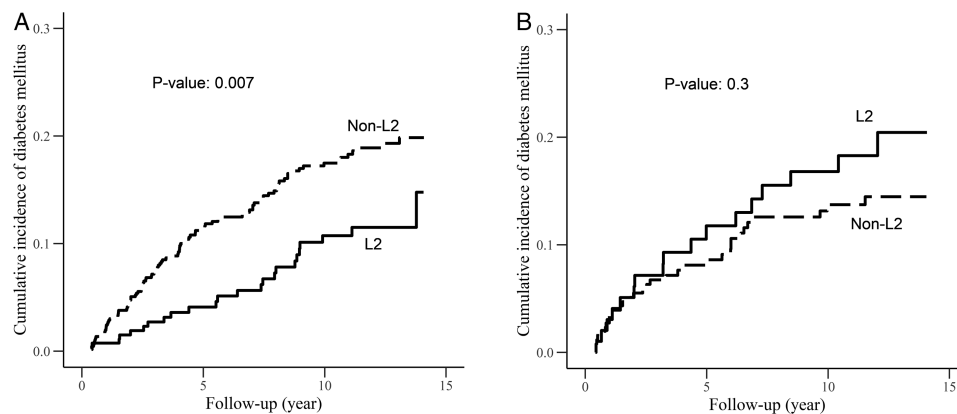 A
Cumulative incidence of diabetes mellitus
0.3
0.2
0.1
0.0
P-value: 0.007
Non-L2
L2
0
5
10
15
Follow-up (year)
B
Cumulative incidence of diabetes mellitus
0.3
0.2
0.1
0.0
P-value: 0.3
L2
Non-L2
0
5
10
15
Follow-up (year)